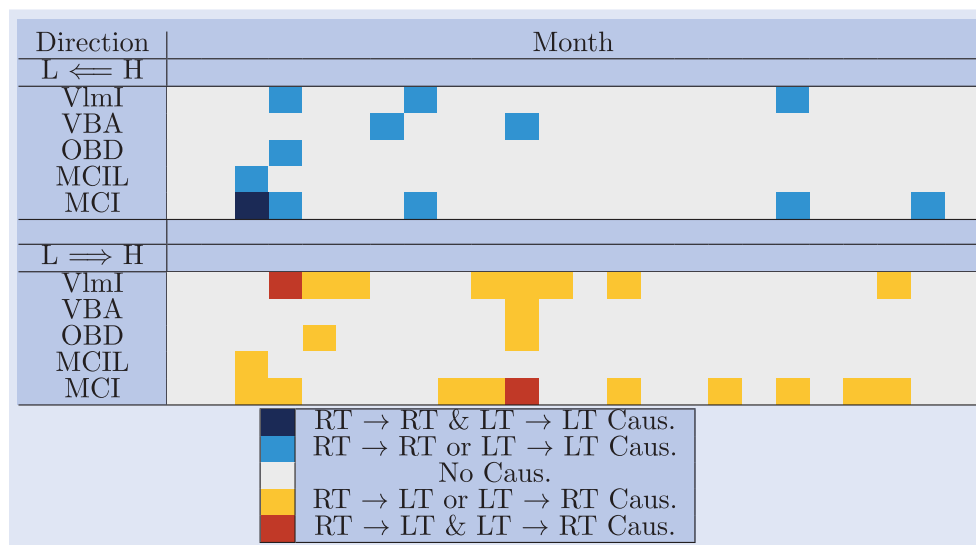 Direction Month
L ⟸ H
VlmI
VBA
OBD
MCIL
MCI
L ⟹ H
VlmI
VBA
OBD
MCIL
MCI
RT → RT & LT → LT Caus.
RT → RT or LT → LT Caus.
No Caus.
RT → LT or LT → RT Caus.
RT → LT & LT → RT Caus.